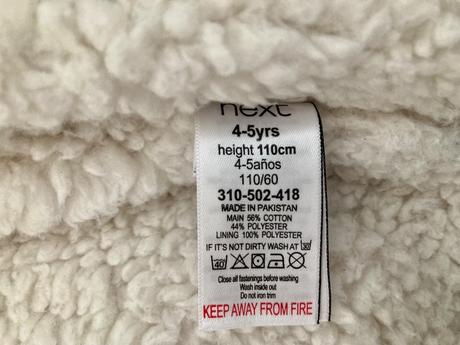 next
4-5yrs
height 110cm
4-5años
110/60
310-502-418
MADE IN PAKISTAN
MAIN 56% COTTON
44% POLYESTER
LINING 100% POLYESTER
IF IT'S NOT DIRTY WASH AT 30
40
Close all fastenings before washing
Wash inside out
Do not iron trim
KEEP AWAY FROM FIRE